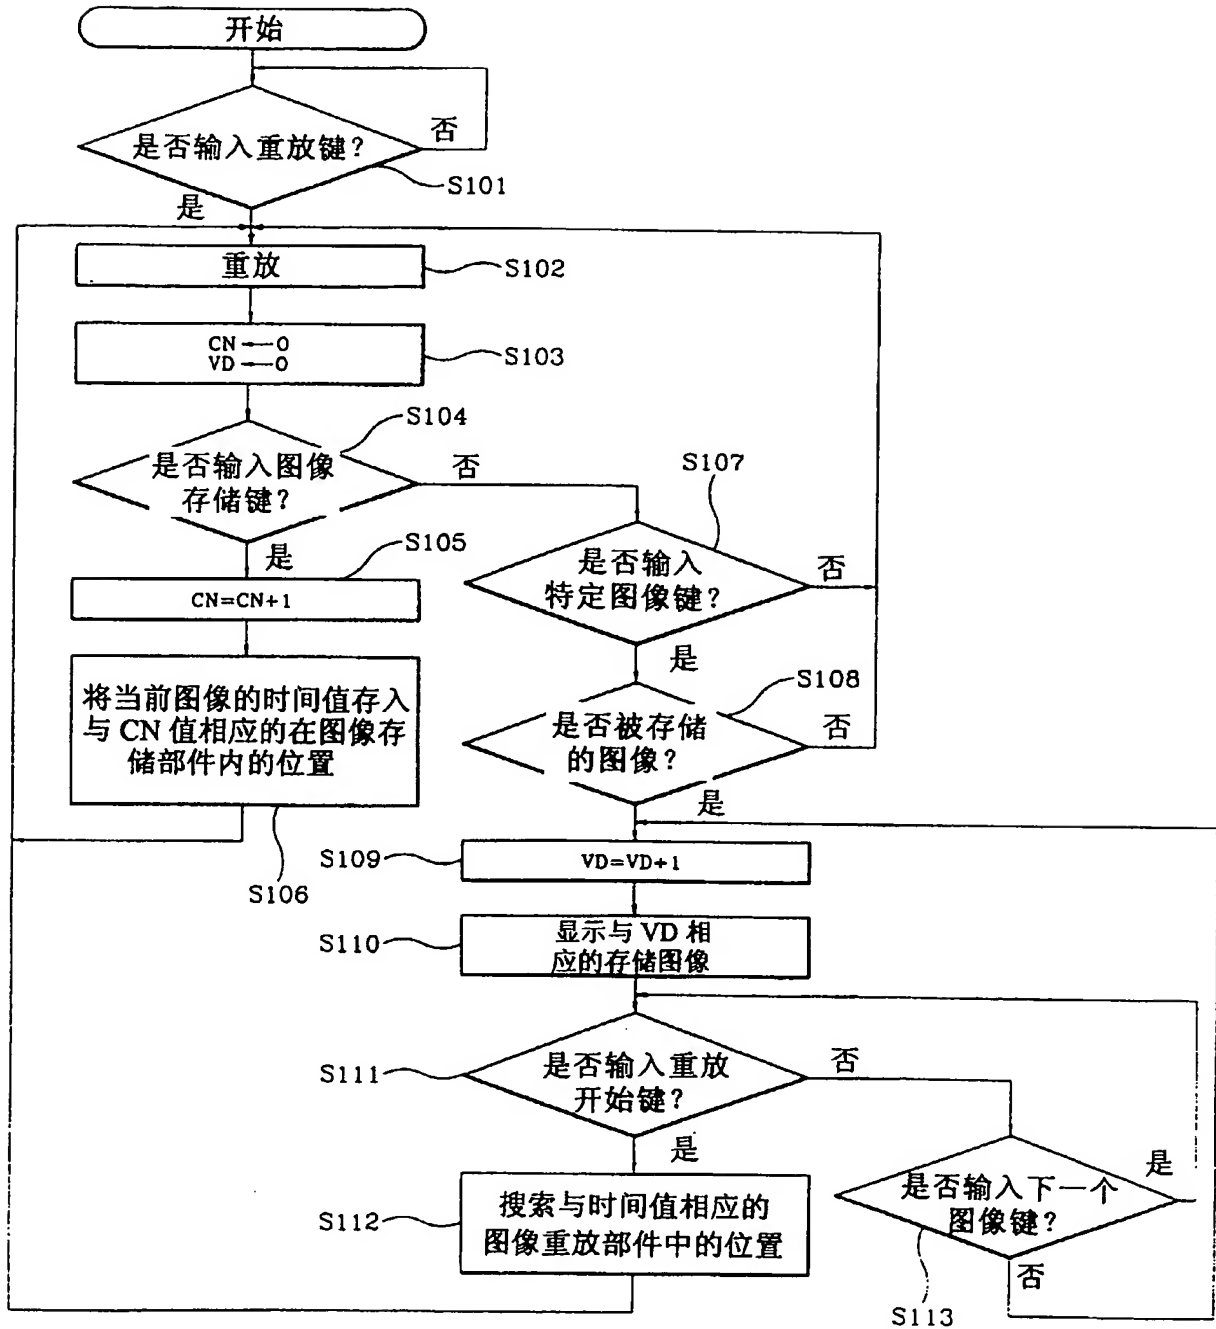 开始
否
是否输入重放键？
S101
是
重放
S102
CN←0
VD←0
S103
S104
是否输入图像
存储键？
否
S107
是
S105
是否输入
特定图像键？
否
CN=CN+1
是
将当前图像的时间值存入
与 CN 值相应的在图像存
储部件内的位置
S108
是否被存储
的图像？
否
是
S106
S109
VD=VD+1
S110
显示与 VD 相
应的存储图像
S111
是否输入重放
开始键？
否
是
是
是否输入下一个
图像键？
S112
搜索与时间值相应的
图像重放部件中的位置
否
S113